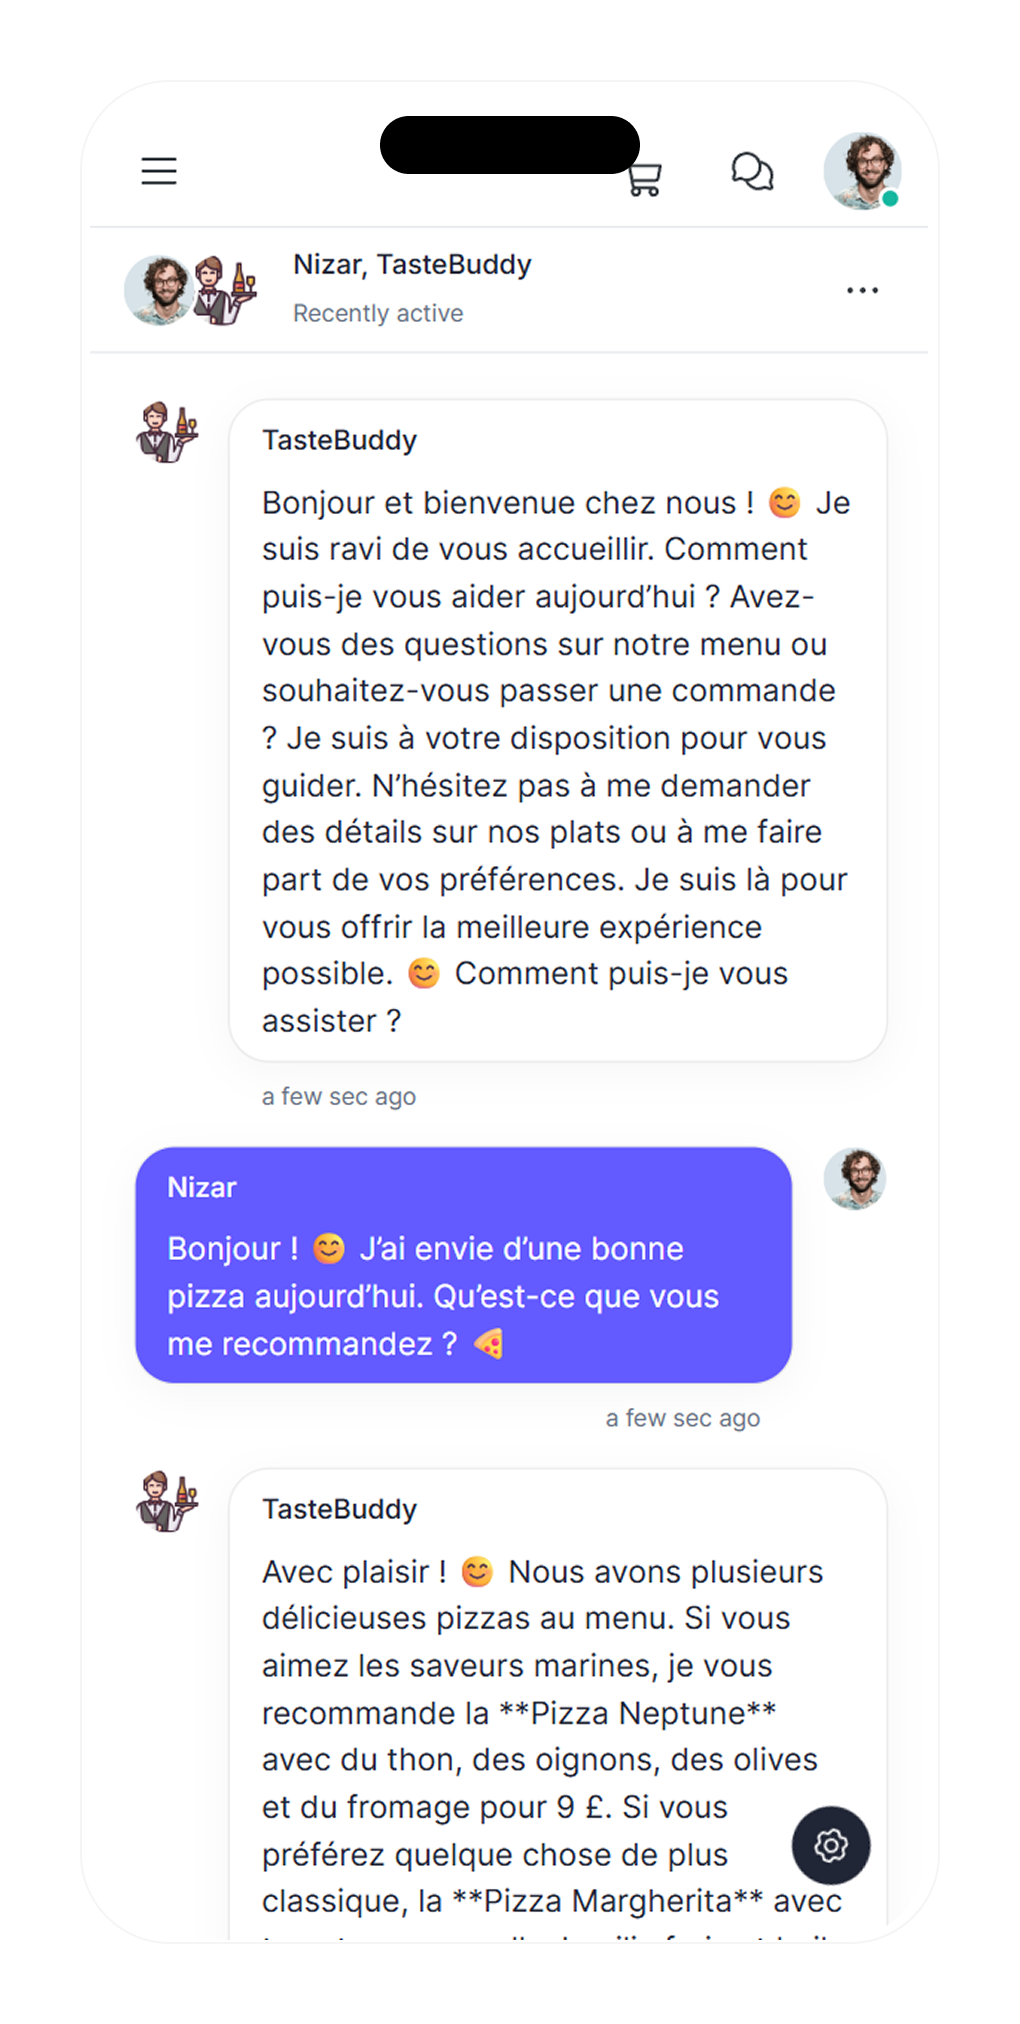 Nizar, TasteBuddy
Recently active
TasteBuddy
Bonjour et bienvenue chez nous ! 😊 Je
suis ravi de vous accueillir. Comment
puis-je vous aider aujourd’hui ? Avez-
vous des questions sur notre menu ou
souhaitez-vous passer une commande
? Je suis à votre disposition pour vous
guider. N’hésitez pas à me demander
des détails sur nos plats ou à me faire
part de vos préférences. Je suis là pour
vous offrir la meilleure expérience
possible. 😊 Comment puis-je vous
assister ?
a few sec ago
Nizar
Bonjour ! 😊 J’ai envie d’une bonne
pizza aujourd’hui. Qu’est-ce que vous
me recommandez ? 🍕
a few sec ago
TasteBuddy
Avec plaisir ! 😊 Nous avons plusieurs
délicieuses pizzas au menu. Si vous
aimez les saveurs marines, je vous
recommande la **Pizza Neptune**
avec du thon, des oignons, des olives
et du fromage pour 9 £. Si vous
préférez quelque chose de plus
classique, la **Pizza Margherita** avec